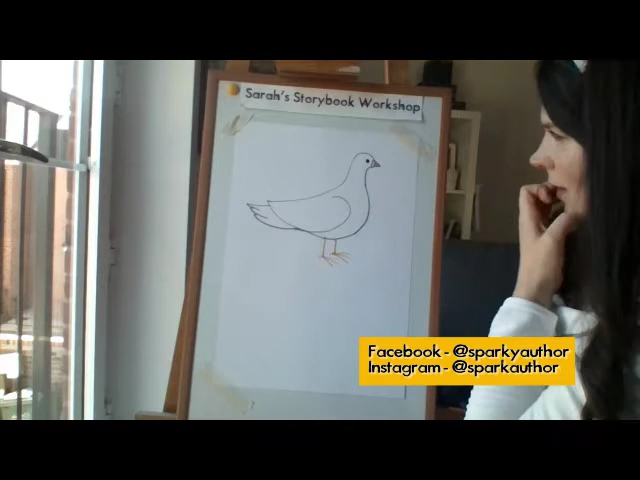 Sarah's Storybook Workshop
Facebook - @sparkyauthor
Instagram - @sparkauthor